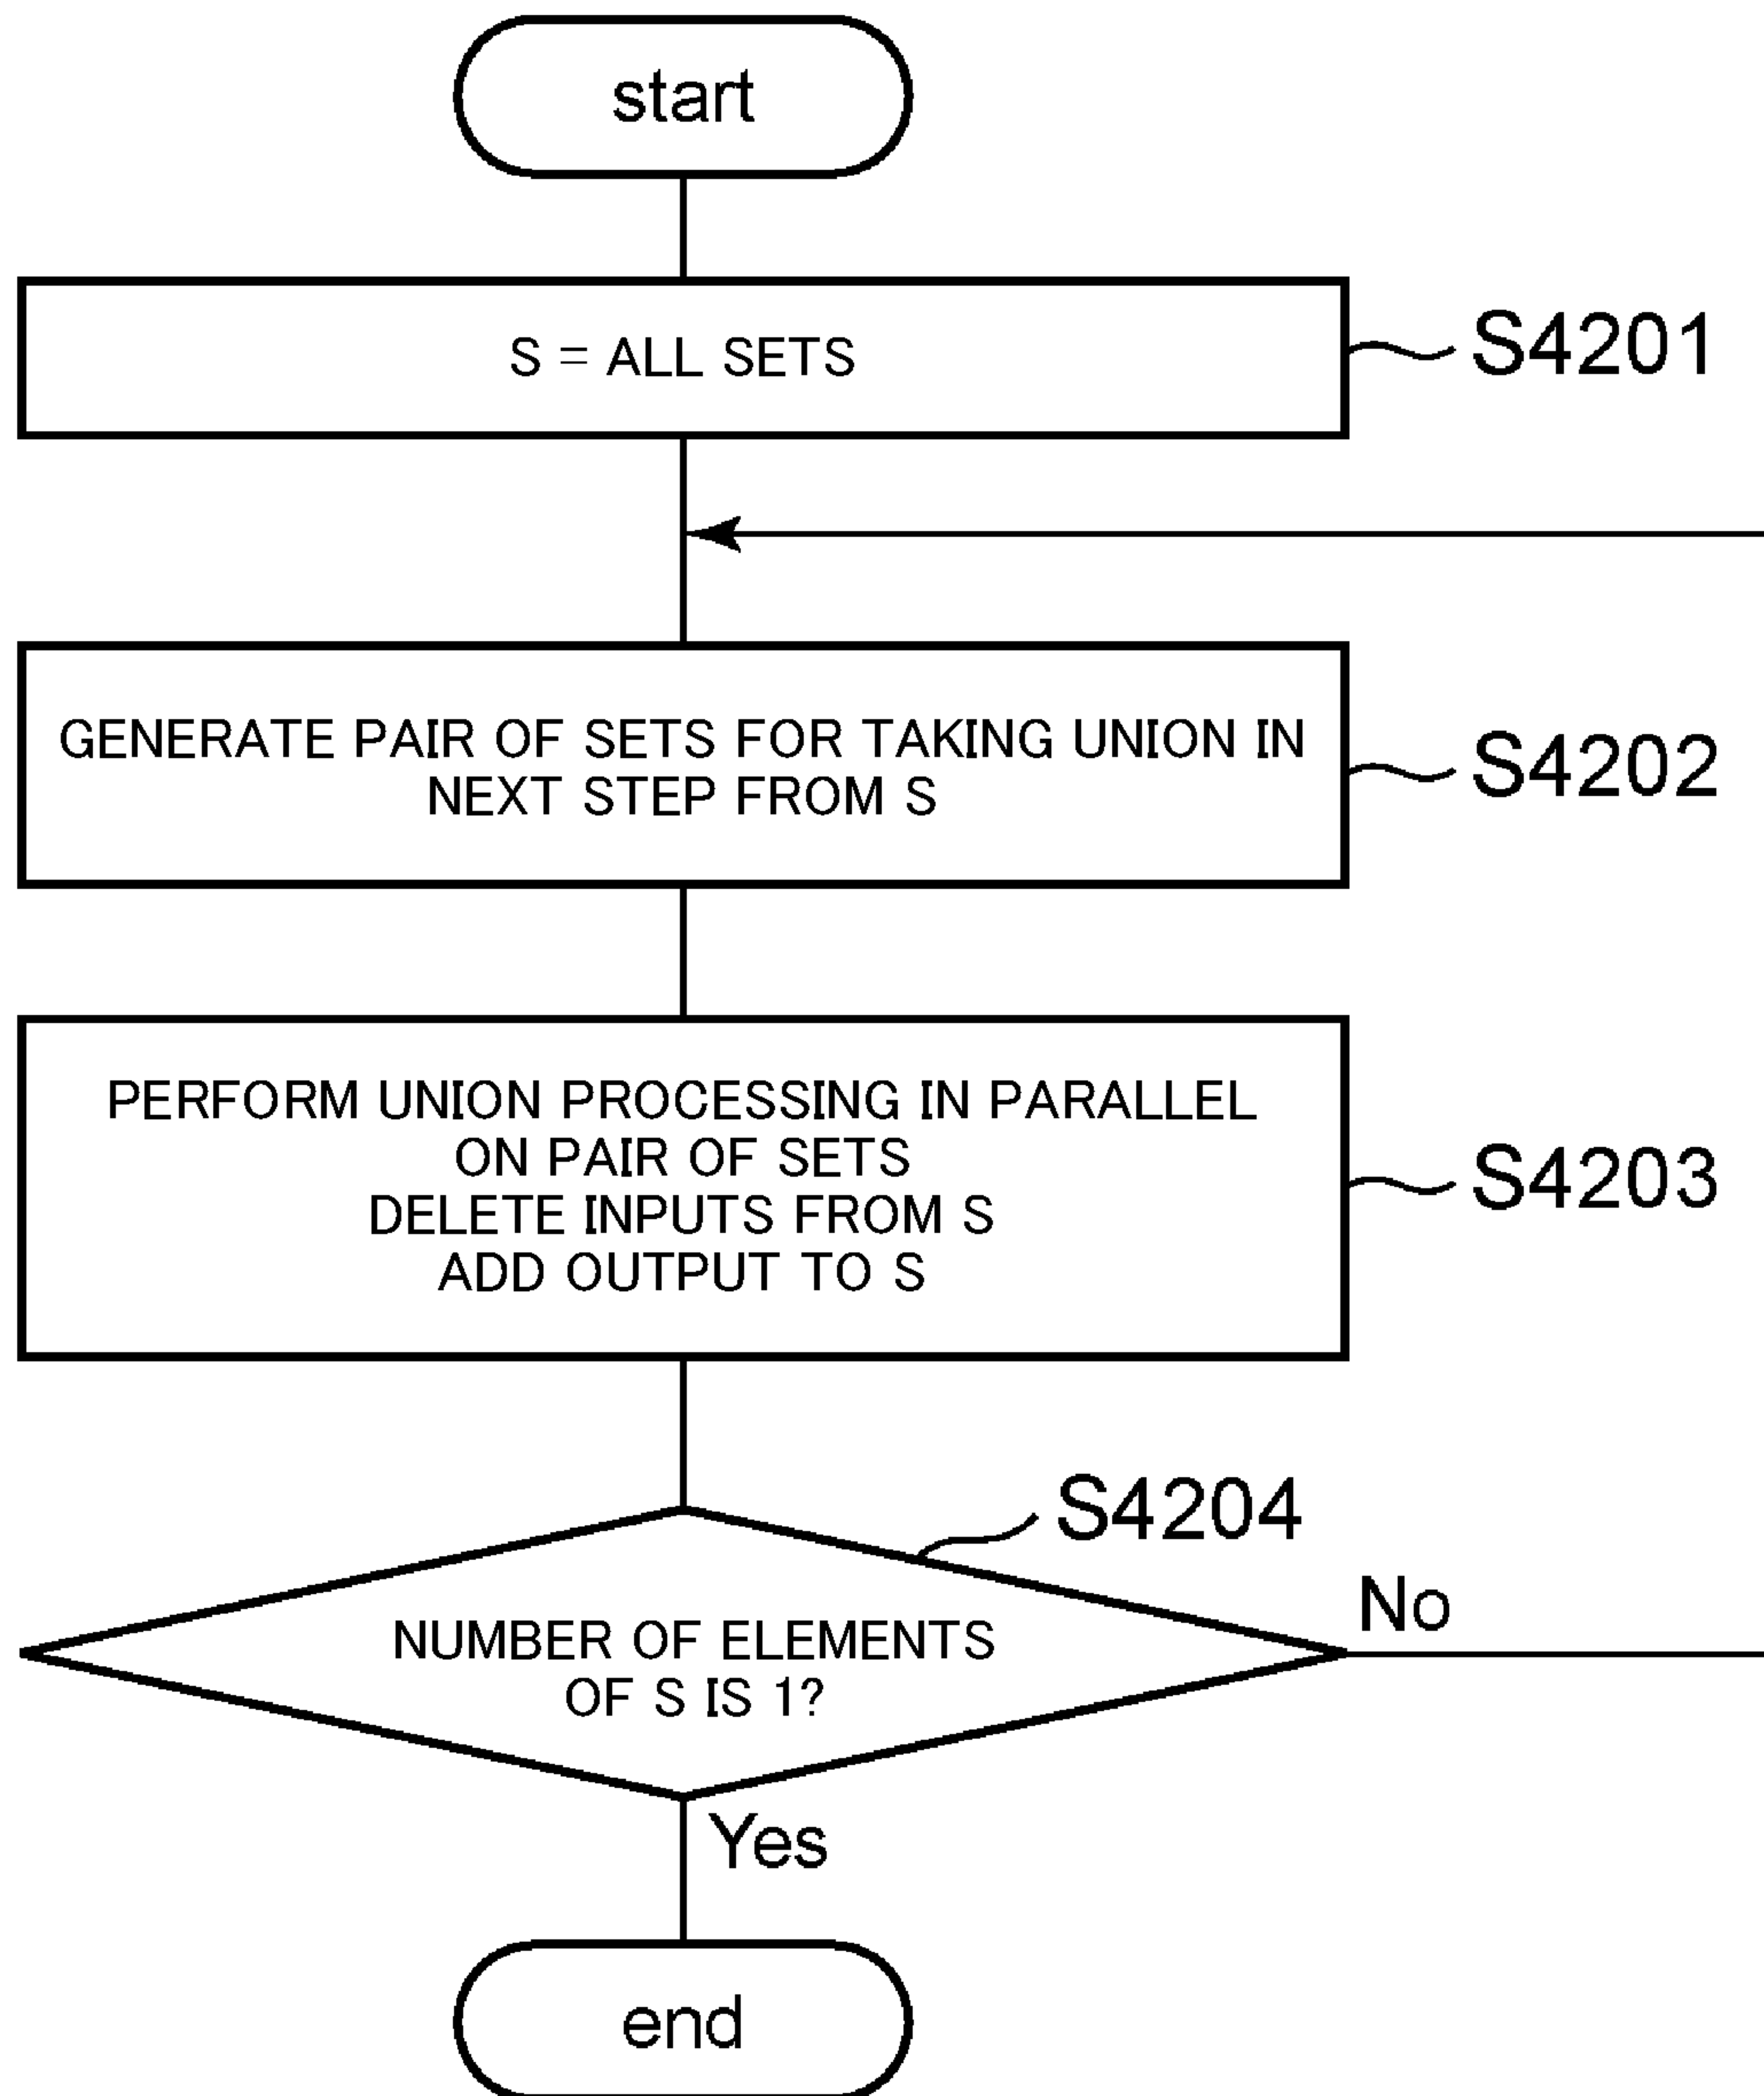 start
S = ALL SETS
S4201
GENERATE PAIR OF SETS FOR TAKING UNION IN
NEXT STEP FROM S
S4202
PERFORM UNION PROCESSING IN PARALLEL
ON PAIR OF SETS
DELETE INPUTS FROM S
ADD OUTPUT TO S
S4203
S4204
NUMBER OF ELEMENTS
OF S IS 1?
No
Yes
end